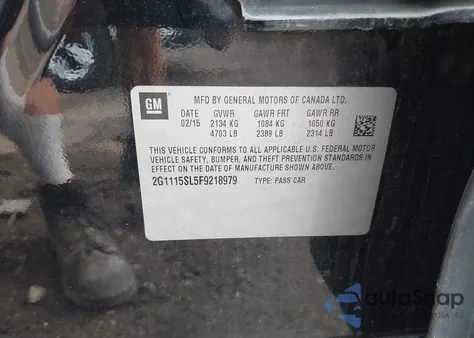 GM
MFD BY GENERAL MOTORS OF CANADA LTD.
DATE GVWR GAWR FRT GAWR RR
02/15 2134 KG 1084 KG 1050 KG
4703 LB 2389 LB 2314 LB
THIS VEHICLE CONFORMS TO ALL APPLICABLE U.S. FEDERAL MOTOR
VEHICLE SAFETY, BUMPER, AND THEFT PREVENTION STANDARDS IN
EFFECT ON THE DATE OF MANUFACTURE SHOWN ABOVE.
2G1115SL5F9218979 TYPE: PASS CAR
autoSnap